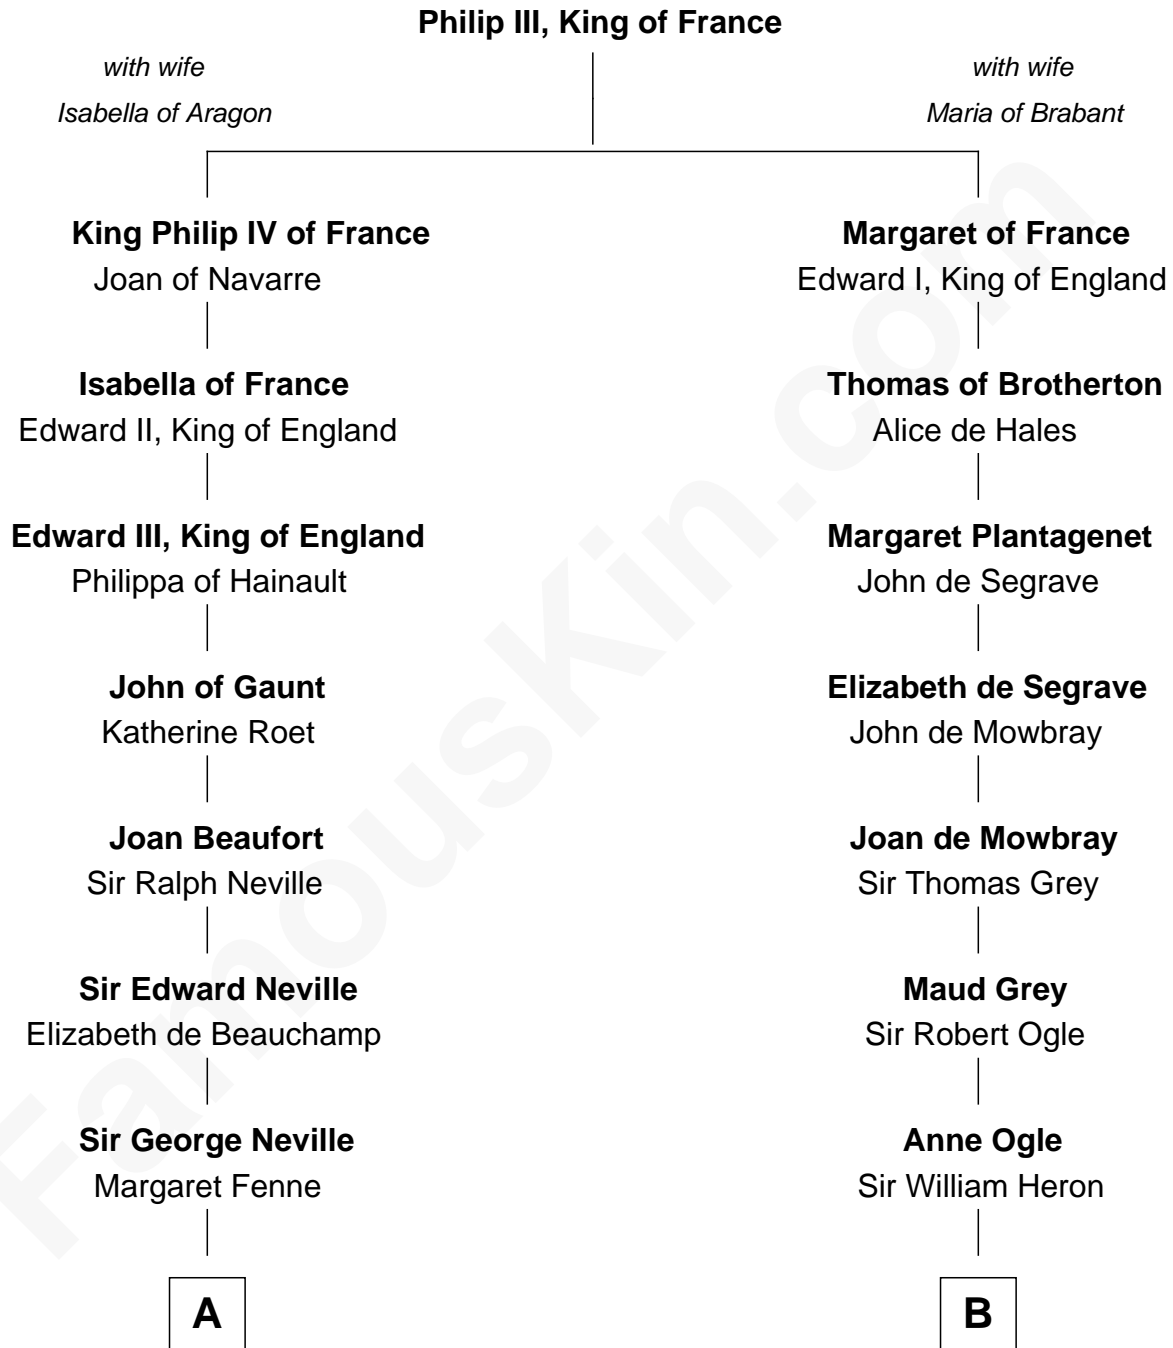 Philip III, King of France
with wife
Isabella of Aragon
with wife
Maria of Brabant
King Philip IV of France
Joan of Navarre
Isabella of France
Edward II, King of England
Edward III, King of England
Philippa of Hainault
John of Gaunt
Katherine Roet
Joan Beaufort
Sir Ralph Neville
Sir Edward Neville
Elizabeth de Beauchamp
Sir George Neville
Margaret Fenne
A
Margaret of France
Edward I, King of England
Thomas of Brotherton
Alice de Hales
Margaret Plantagenet
John de Segrave
Elizabeth de Segrave
John de Mowbray
Joan de Mowbray
Sir Thomas Grey
Maud Grey
Sir Robert Ogle
Anne Ogle
Sir William Heron
B
FamousKin.com